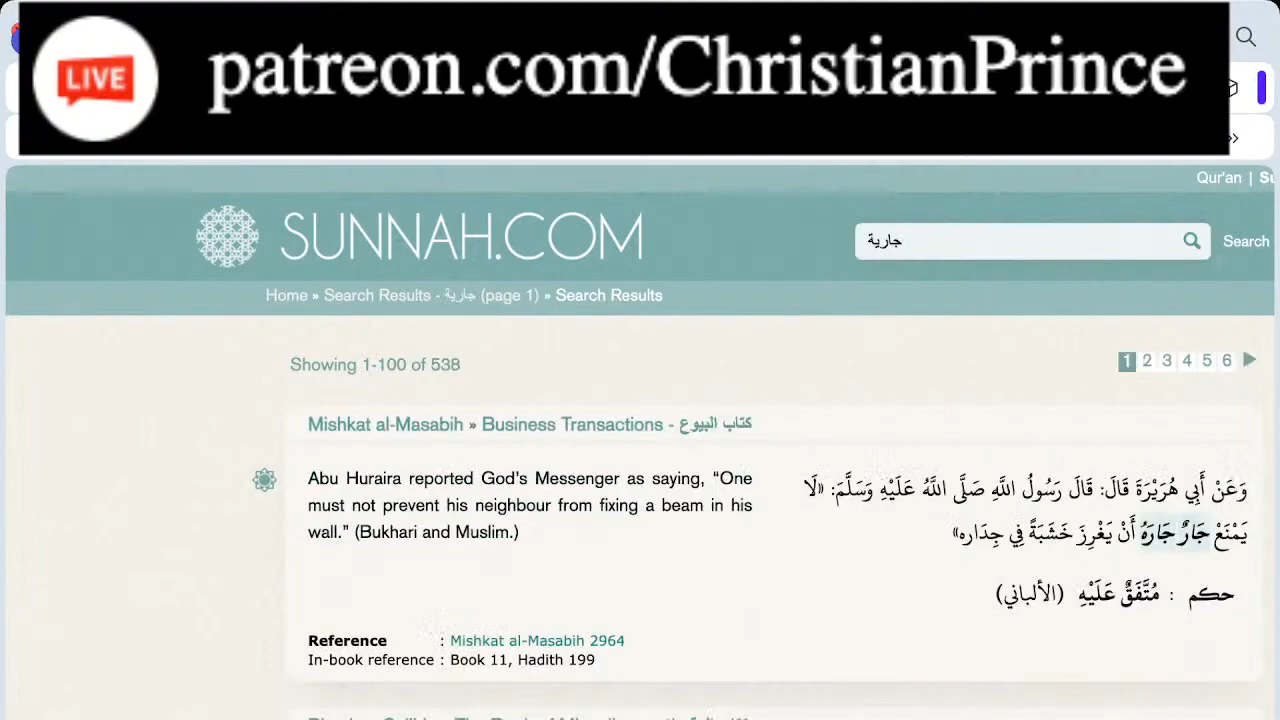 LIVE
patreon.com/ChristianPrince
Qur'an |
SUNNAH.COM
جارية
Search
Home » Search Results - جارية (page 1) » Search Results
Showing 1-100 of 538
1 2 3 4 5 6
Mishkat al-Masabih » Business Transactions - كتاب البيوع
Abu Huraira reported God's Messenger as saying, “One
must not prevent his neighbour from fixing a beam in his
wall.” (Bukhari and Muslim.)
وَعَنْ أَبِي هُرَيْرَةَ قَالَ: قَالَ رَسُولُ اللَّهِ صَلَّى اللَّهُ عَلَيْهِ وَسَلَّمَ: «لَا
يَمْنَعْ جَارٌ جَارَهُ أَنْ يَغْرِزَ خَشَبَةً فِي جِدَاره»
حكم : مُتَّفَقٌ عَلَيْهِ (الألباني)
Reference : Mishkat al-Masabih 2964
In-book reference : Book 11, Hadith 199